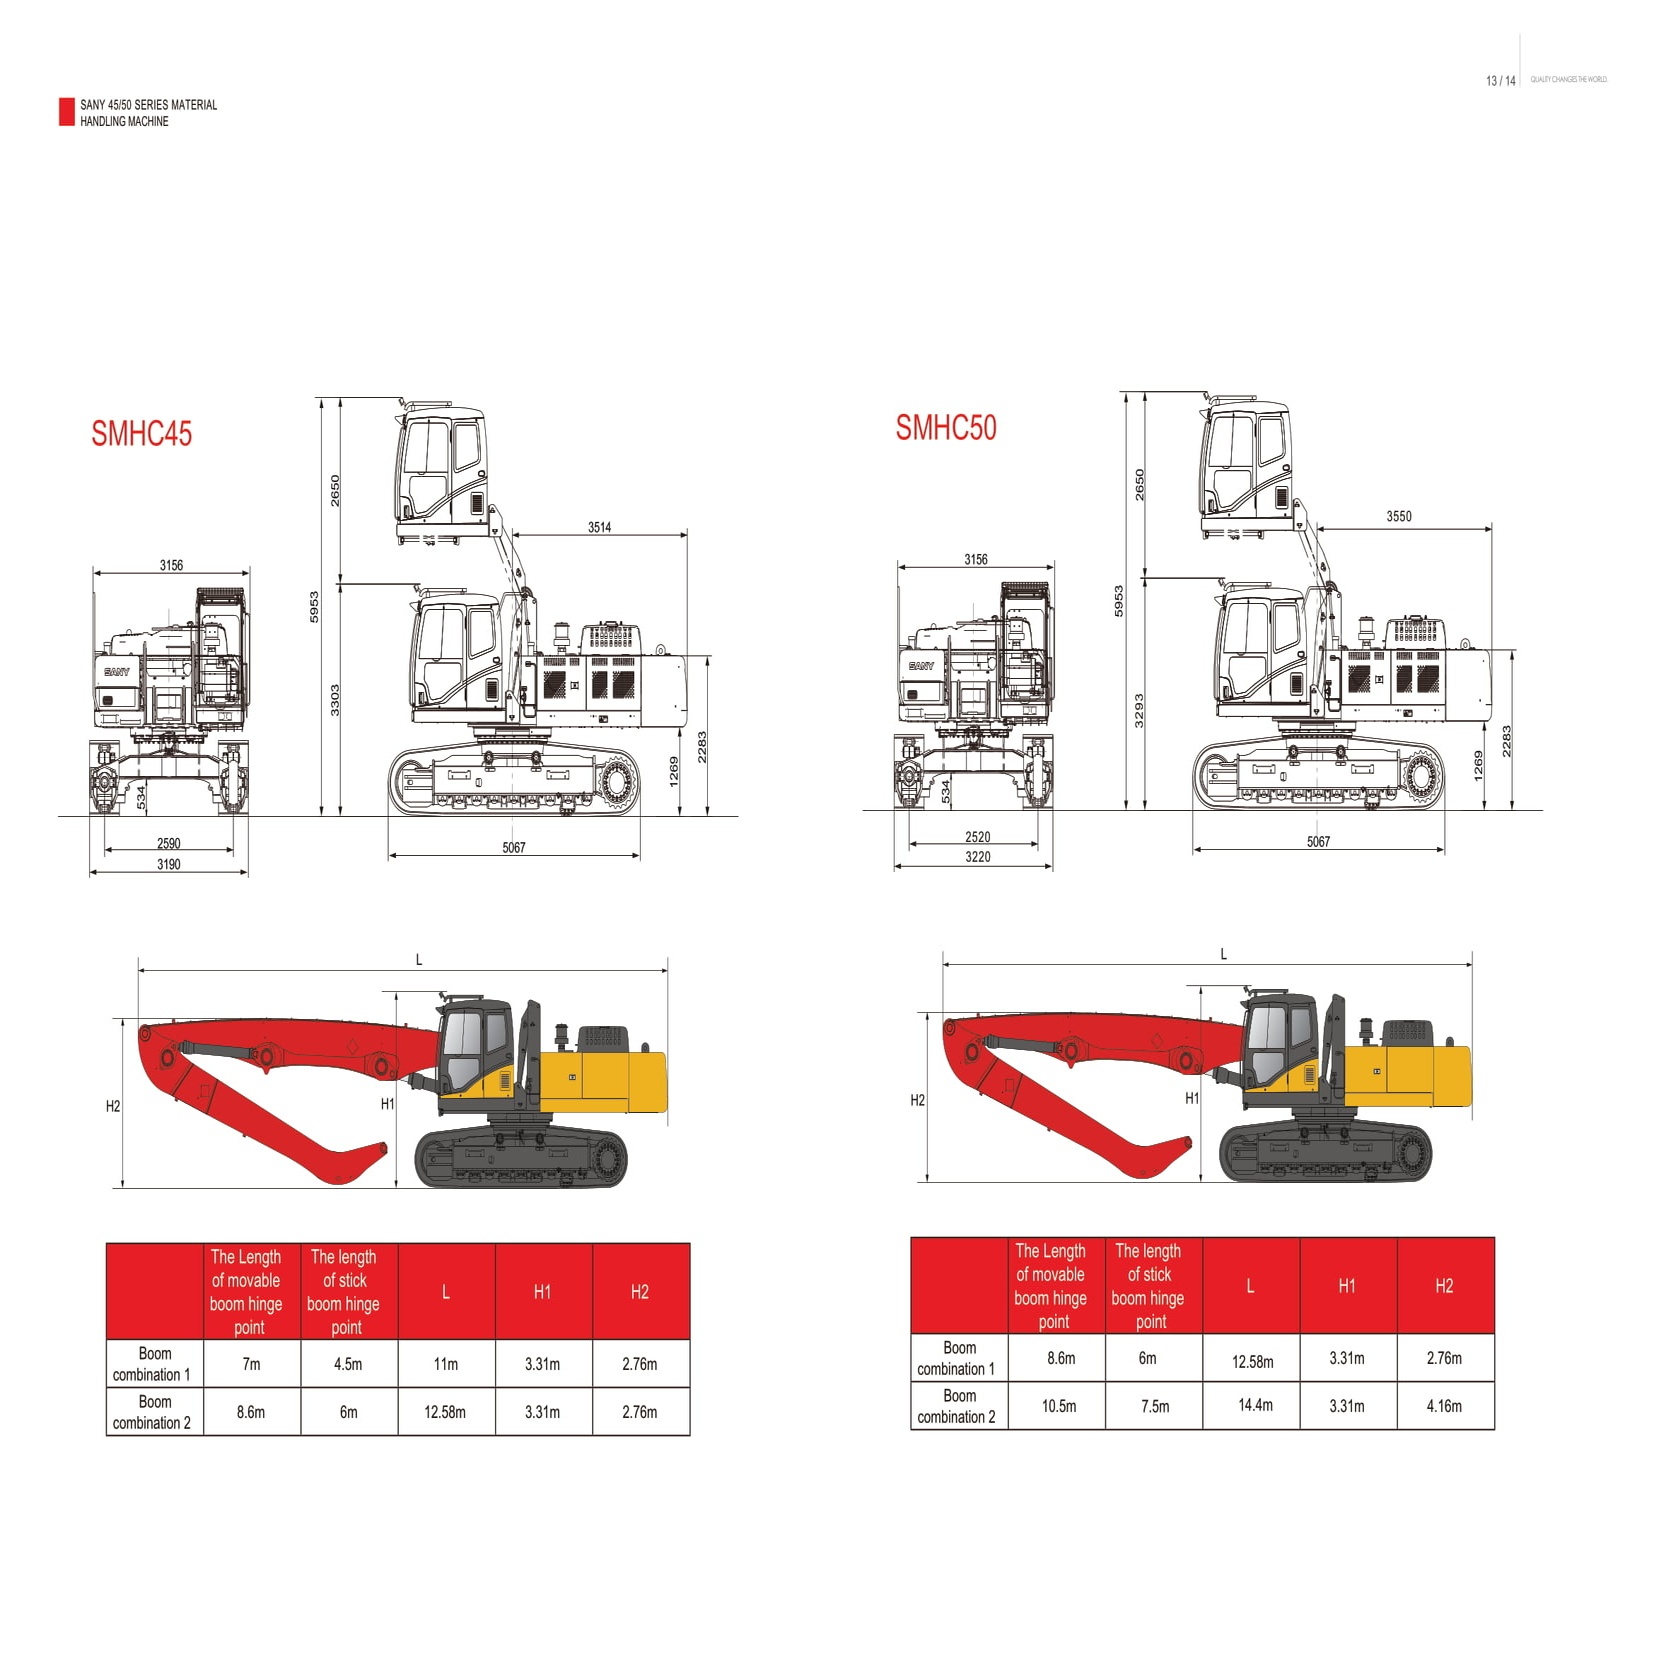 13 / 14
QUALITY CHANGES THE WORLD.
SANY 45/50 SERIES MATERIAL
HANDLING MACHINE
SMHC45
5953
2650
3303
3514
3156
SANY
534
1269
2283
2590
3190
5067
SMHC50
5953
2650
3293
3550
3156
SANY
534
1269
2283
2520
3220
5067
L
H2
H1
L
H2
H1
The Length
of movable
boom hinge
point
The length
of stick
boom hinge
point
L
H1
H2
Boom
combination 1
7m
4.5m
11m
3.31m
2.76m
Boom
combination 2
8.6m
6m
12.58m
3.31m
2.76m
The Length
of movable
boom hinge
point
The length
of stick
boom hinge
point
L
H1
H2
Boom
combination 1
8.6m
6m
12.58m
3.31m
2.76m
Boom
combination 2
10.5m
7.5m
14.4m
3.31m
4.16m